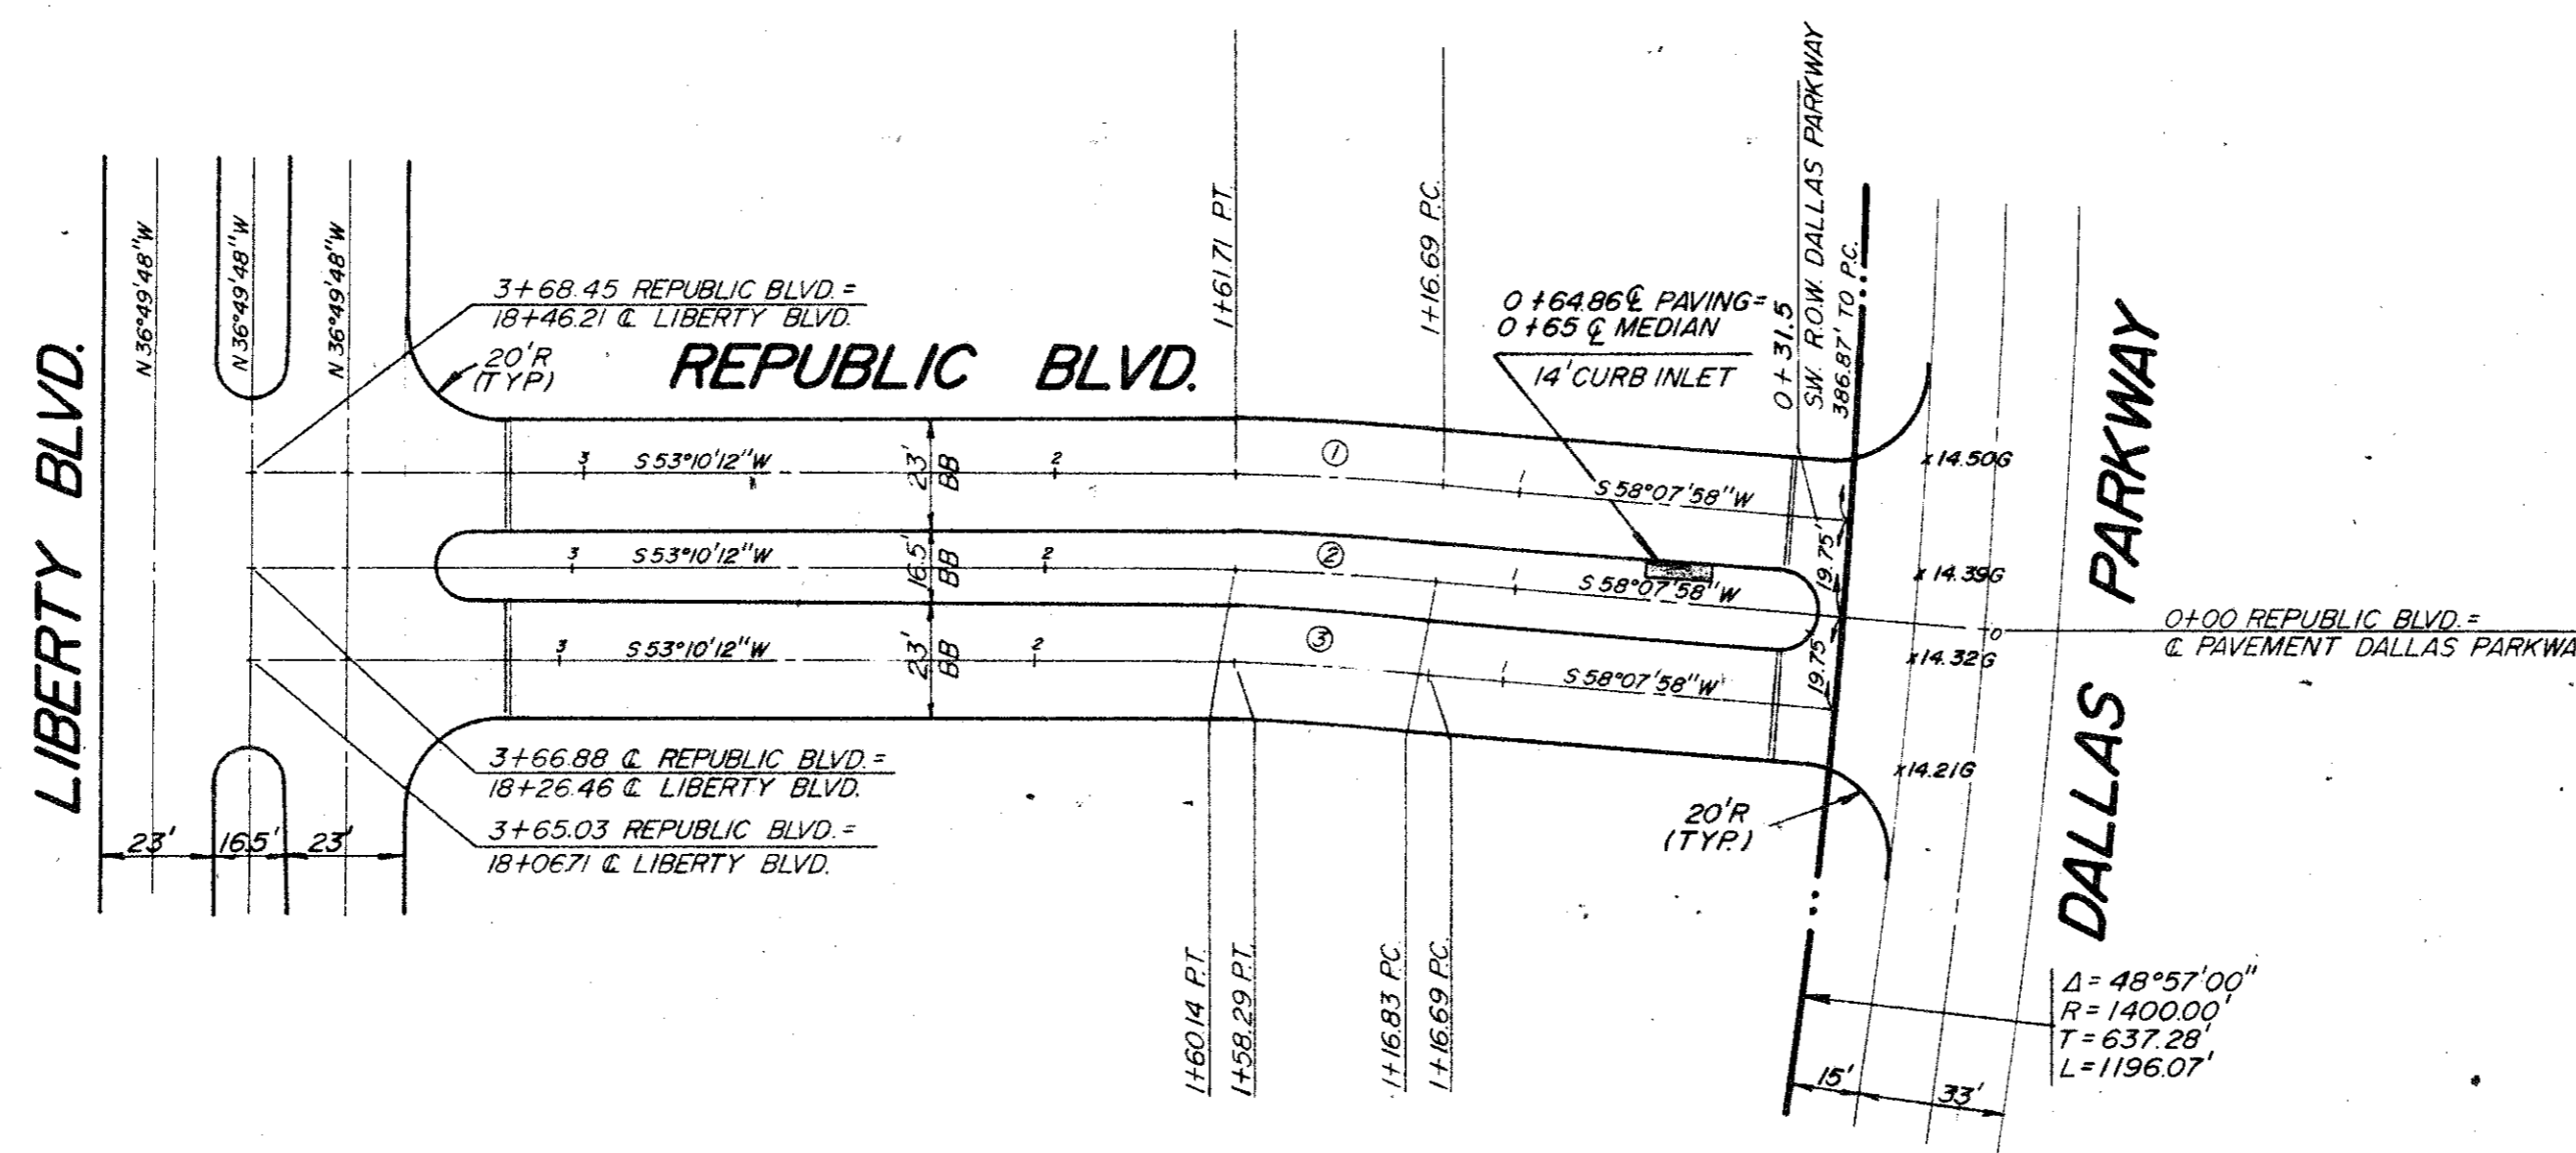 LIBERTY BLVD.
N 36°49'48"W
N 36°49'48"W
N 36°49'48"W
3+68.45 REPUBLIC BLVD. =
18+46.21 ℄ LIBERTY BLVD.
20'R
(TYP.)
REPUBLIC BLVD.
1+61.71 P.T.
1+16.69 P.C.
0+64.86 ℄ PAVING=
0+65 ℄ MEDIAN
14' CURB INLET
0+31.5
S.W. R.O.W. DALLAS PARKWAY
386.87' TO P.C.
3
S 53°10'12"W
23'
BB
2
1
1
S 58°07'58"W
3
S 53°10'12"W
16.5'
BB
2
2
1
S 58°07'58"W
3
S 53°10'12"W
23'
BB
2
3
1
S 58°07'58"W
19.75'
19.75'
x14.50G
x14.39G
x14.32G
x14.21G
0
0+00 REPUBLIC BLVD. =
℄ PAVEMENT DALLAS PARKWA
DALLAS PARKWAY
3+66.88 ℄ REPUBLIC BLVD. =
18+26.46 ℄ LIBERTY BLVD.
3+65.03 REPUBLIC BLVD. =
18+06.71 ℄ LIBERTY BLVD.
23'
16.5'
23'
1+60.14 P.T.
1+58.29 P.T.
1+16.83 P.C.
1+16.69 P.C.
20'R
(TYP.)
Δ = 48°57'00"
R = 1400.00'
T = 637.28'
L = 1196.07'
15'
33'